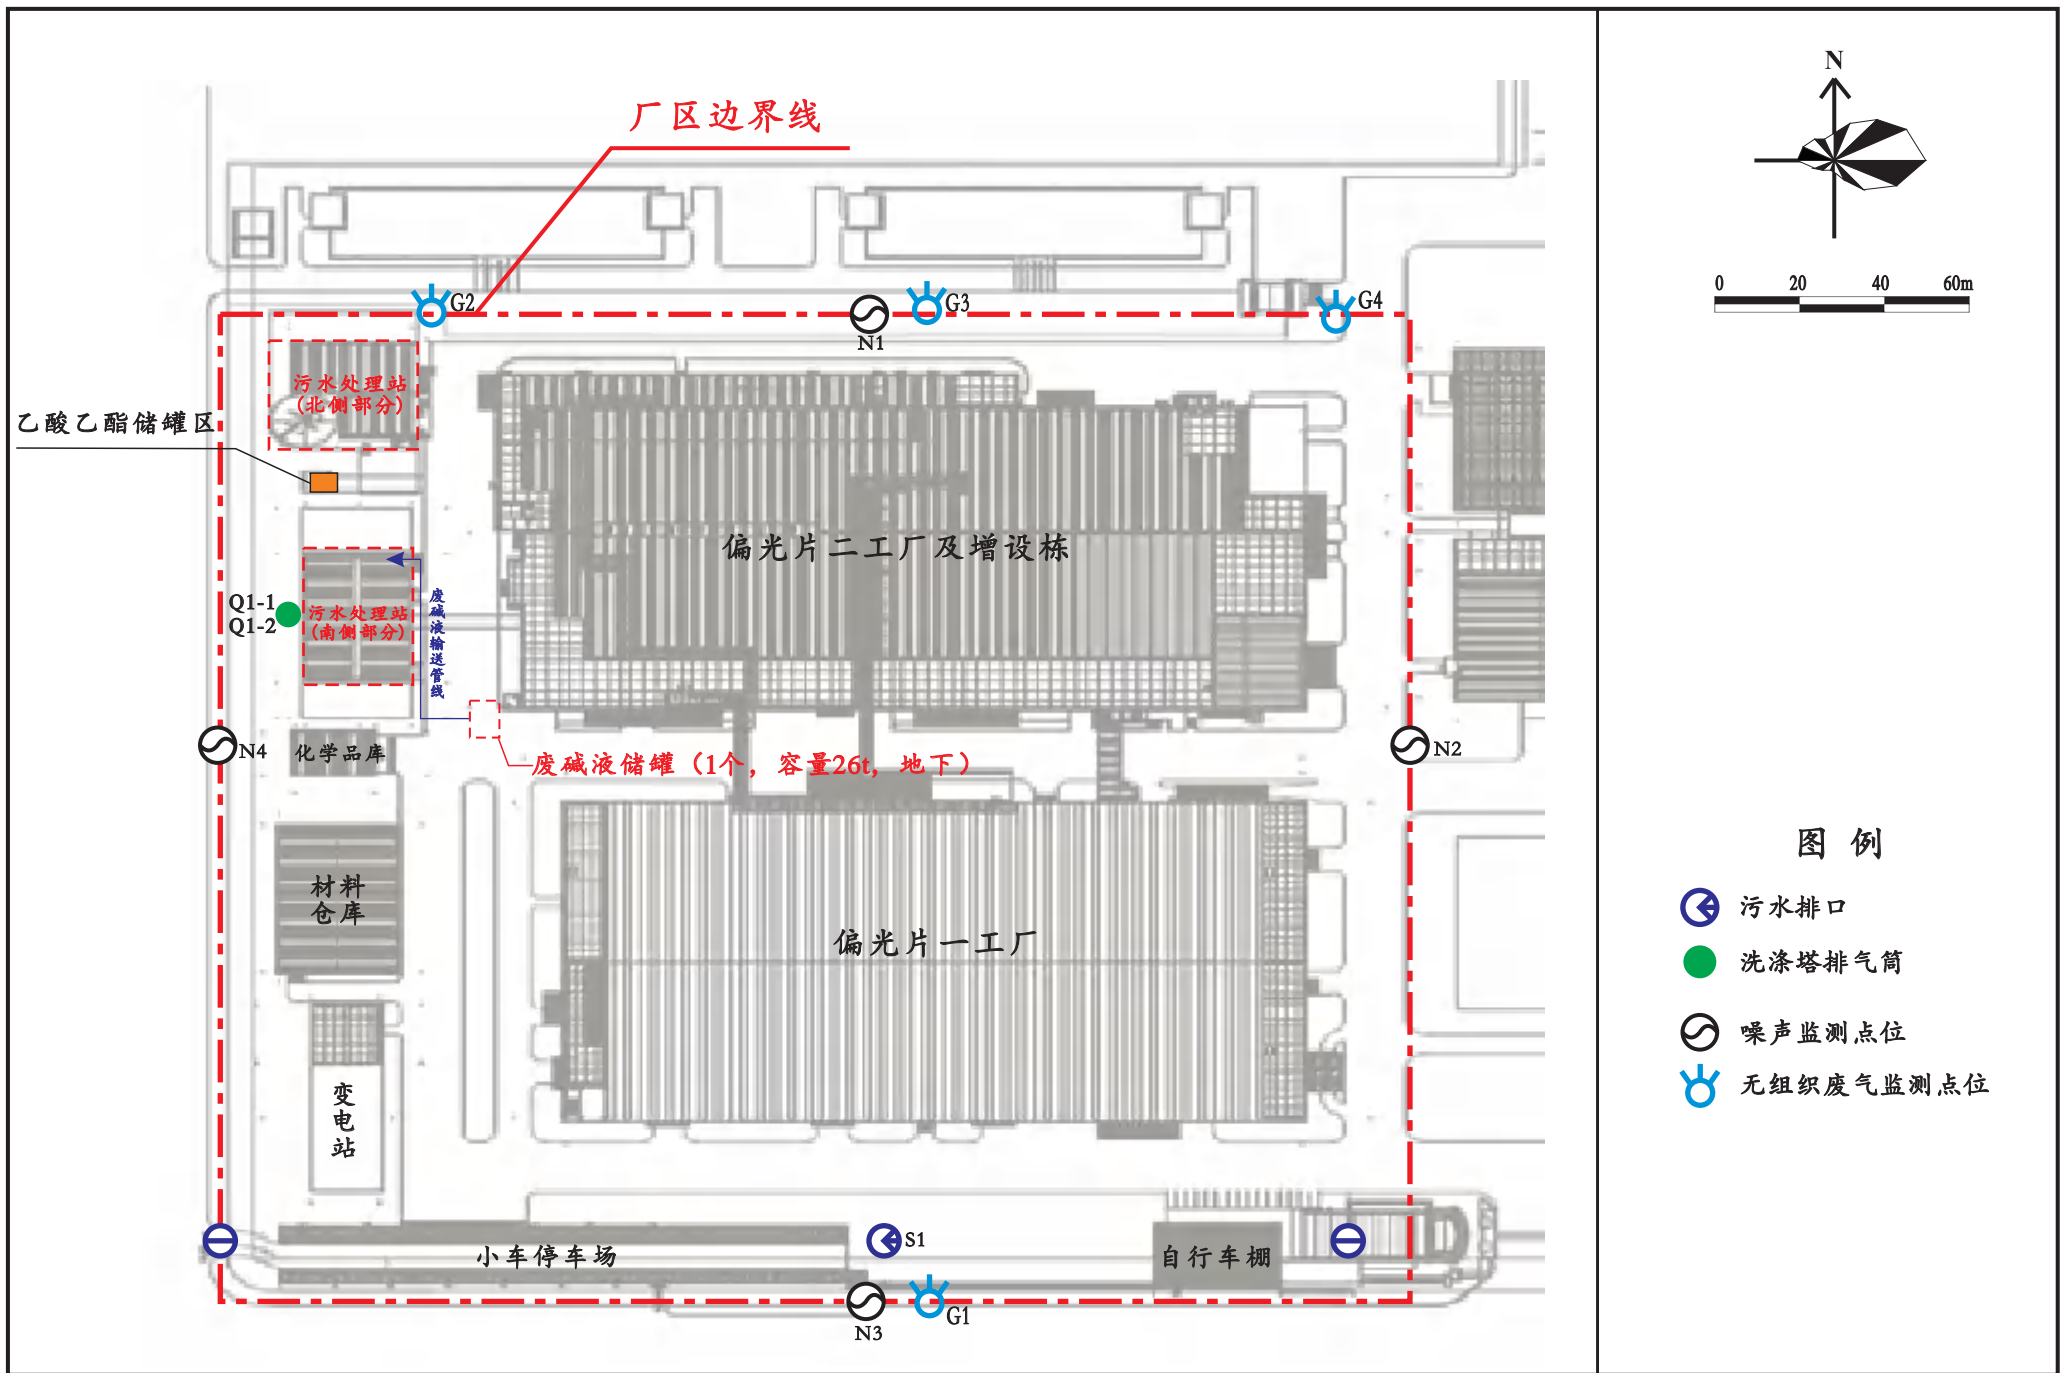 厂区边界线
N
0 20 40 60m
G2
G3
G4
N1
污水处理站
(北侧部分)
乙酸乙酯储罐区
偏光片二工厂及增设栋
Q1-1
Q1-2
污水处理站
(南侧部分)
废碱液输送管线
N4
化学品库
废碱液储罐（1个，容量26t，地下）
N2
图 例
污水排口
洗涤塔排气筒
噪声监测点位
无组织废气监测点位
材料
仓库
偏光片一工厂
变
电
站
小车停车场
S1
自行车棚
N3
G1